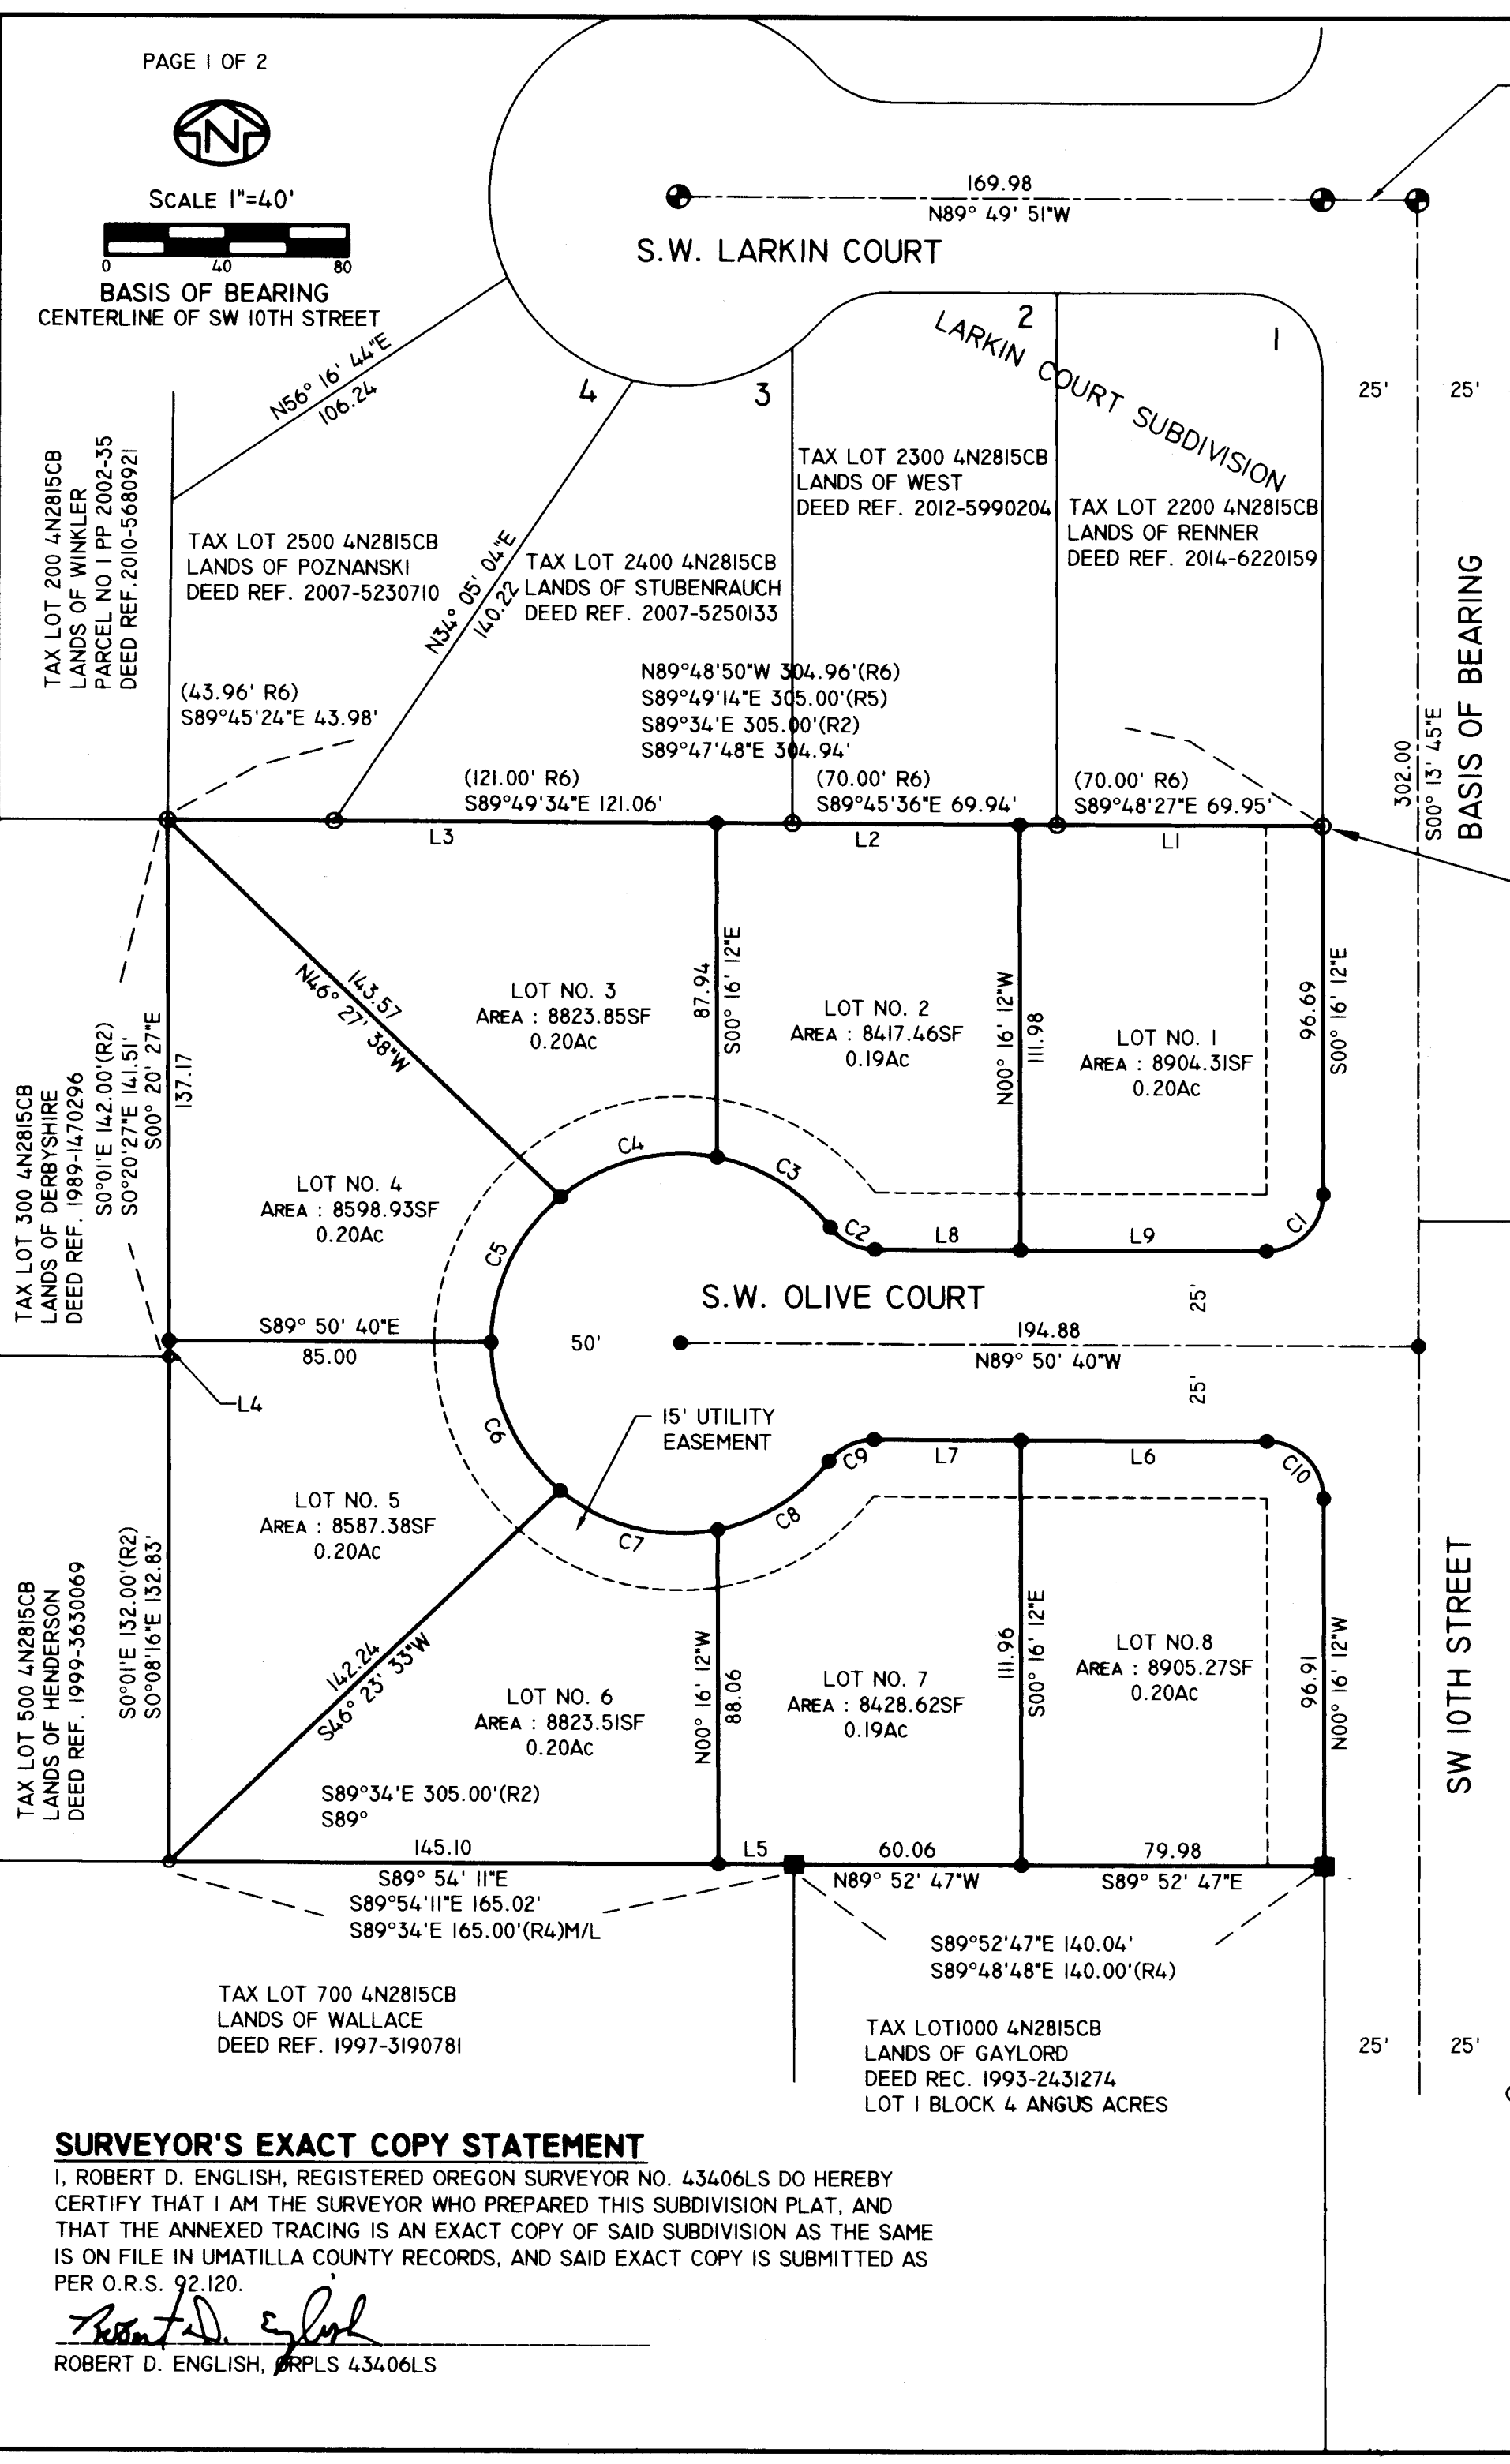 PAGE 1 OF 2
N
SCALE 1"=40'
0 40 80
BASIS OF BEARING
CENTERLINE OF SW 10TH STREET
169.98
N89° 49' 51"W
S.W. LARKIN COURT
N56° 16' 44"E
106.24
4
3
2
1
LARKIN COURT SUBDIVISION
25' 25'
TAX LOT 200 4N2815CB
LANDS OF WINKLER
PARCEL NO 1 PP 2002-35
DEED REF.2010-5680921
TAX LOT 2500 4N2815CB
LANDS OF POZNANSKI
DEED REF. 2007-5230710
N34° 05' 04"E
140.22
TAX LOT 2400 4N2815CB
LANDS OF STUBENRAUCH
DEED REF. 2007-5250133
TAX LOT 2300 4N2815CB
LANDS OF WEST
DEED REF. 2012-5990204
TAX LOT 2200 4N2815CB
LANDS OF RENNER
DEED REF. 2014-6220159
N89°48'50"W 304.96'(R6)
S89°49'14"E 305.00'(R5)
S89°34'E 305.00'(R2)
S89°47'48"E 304.94'
(43.96' R6)
S89°45'24"E 43.98'
(121.00' R6)
S89°49'34"E 121.06'
(70.00' R6)
S89°45'36"E 69.94'
(70.00' R6)
S89°48'27"E 69.95'
302.00
S00° 13' 45"E
BASIS OF BEARING
L3
L2
L1
143.57
N46° 27' 38"W
LOT NO. 3
AREA : 8823.85SF
0.20AC
87.94
S00° 16' 12"E
LOT NO. 2
AREA : 8417.46SF
0.19AC
N00° 16' 12"W
111.98
LOT NO. 1
AREA : 8904.31SF
0.20AC
96.69
S00° 16' 12"E
TAX LOT 300 4N2815CB
LANDS OF DERBYSHIRE
DEED REF. 1989-1470296
S0°01'E 142.00'(R2)
S0°20'27"E 141.51'
S00° 20' 27"E
137.17
LOT NO. 4
AREA : 8598.93SF
0.20AC
C4
C3
C2
C5
L8
L9
C1
S.W. OLIVE COURT
25'
S89° 50' 40"E
85.00
50'
194.88
N89° 50' 40"W
25'
L4
C6
15' UTILITY
EASEMENT
C9
L7
L6
C10
C8
C7
LOT NO. 5
AREA : 8587.38SF
0.20AC
TAX LOT 500 4N2815CB
LANDS OF HENDERSON
DEED REF. 1999-3630069
S0°01'E 132.00'(R2)
S0°08'16"E 132.83'
142.24
S46° 23' 33"W
LOT NO. 6
AREA : 8823.51SF
0.20AC
N00° 16' 12"W
88.06
LOT NO. 7
AREA : 8428.62SF
0.19AC
111.96
S00° 16' 12"E
LOT NO.8
AREA : 8905.27SF
0.20AC
96.91
N00° 16' 12"W
SW 10TH STREET
S89°34'E 305.00'(R2)
S89°
145.10
S89° 54' 11"E
S89°54'11"E 165.02'
S89°34'E 165.00'(R4)M/L
L5
60.06
N89° 52' 47"W
79.98
S89° 52' 47"E
S89°52'47"E 140.04'
S89°48'48"E 140.00'(R4)
TAX LOT 700 4N2815CB
LANDS OF WALLACE
DEED REF. 1997-3190781
TAX LOT1000 4N2815CB
LANDS OF GAYLORD
DEED REC. 1993-2431274
LOT 1 BLOCK 4 ANGUS ACRES
25' 25'
SURVEYOR'S EXACT COPY STATEMENT
I, ROBERT D. ENGLISH, REGISTERED OREGON SURVEYOR NO. 43406LS DO HEREBY
CERTIFY THAT I AM THE SURVEYOR WHO PREPARED THIS SUBDIVISION PLAT, AND
THAT THE ANNEXED TRACING IS AN EXACT COPY OF SAID SUBDIVISION AS THE SAME
IS ON FILE IN UMATILLA COUNTY RECORDS, AND SAID EXACT COPY IS SUBMITTED AS
PER O.R.S. 92.120.
Robert D. English
ROBERT D. ENGLISH, ORPLS 43406LS